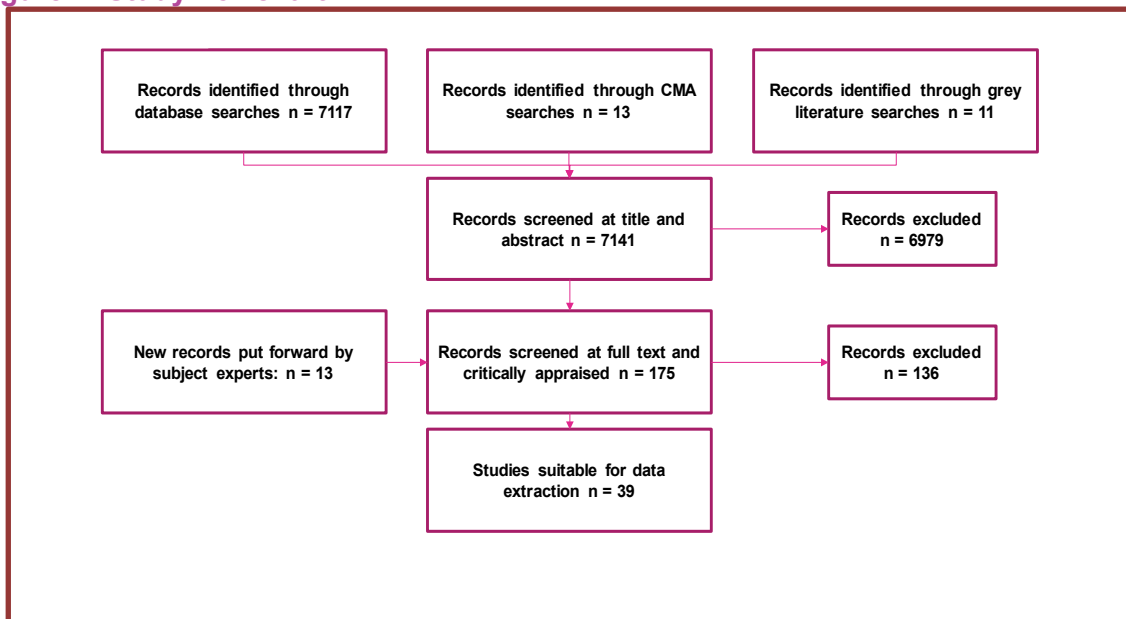 Records identified through
database searches n = 7117
Records identified through CMA
searches n = 13
Records identified through grey
literature searches n = 11
Records screened at title and
abstract n = 7141
Records excluded
n = 6979
New records put forward by
subject experts: n = 13
Records screened at full text and
critically appraised n = 175
Records excluded
n = 136
Studies suitable for data
extraction n = 39